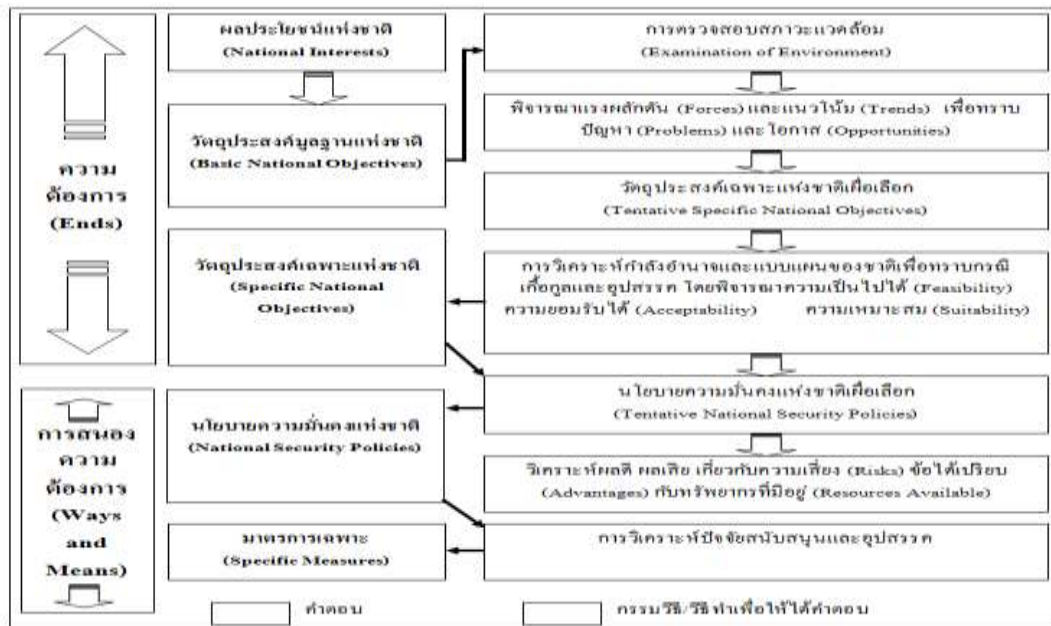 ผลประโยชน์แห่งชาติ
(National Interests)
วัตถุประสงค์มูลฐานแห่งชาติ
(Basic National Objectives)
ความ
ต้องการ
(Ends)
วัตถุประสงค์เฉพาะแห่งชาติ
(Specific National
Objectives)
การสนอง
ความ
ต้องการ
(Ways
and
Means)
นโยบายความมั่นคงแห่งชาติ
(National Security Policies)
มาตรการเฉพาะ
(Specific Measures)
การตรวจสอบสภาวะแวดล้อม
(Examination of Environment)
พิจารณาแรงผลักดัน (Forces) และแนวโน้ม (Trends) เพื่อทราบ
ปัญหา (Problems) และโอกาส (Opportunities)
วัตถุประสงค์เฉพาะแห่งชาติเผื่อเลือก
(Tentative Specific National Objectives)
การวิเคราะห์กำลังอำนาจและแบบแผนของชาติเพื่อทราบกรณี
เกื้อกูลและอุปสรรค โดยพิจารณาความเป็นไปได้ (Feasibility)
ความยอมรับได้ (Acceptability) ความเหมาะสม (Suitability)
นโยบายความมั่นคงแห่งชาติเผื่อเลือก
(Tentative National Security Policies)
วิเคราะห์ผลดี ผลเสีย เกี่ยวกับความเสี่ยง (Risks) ข้อได้เปรียบ
(Advantages) กับทรัพยากรที่มีอยู่ (Resources Available)
การวิเคราะห์ปัจจัยสนับสนุนและอุปสรรค
คำตอบ
กรรมวิธี/วิธีทำเพื่อให้ได้คำตอบ